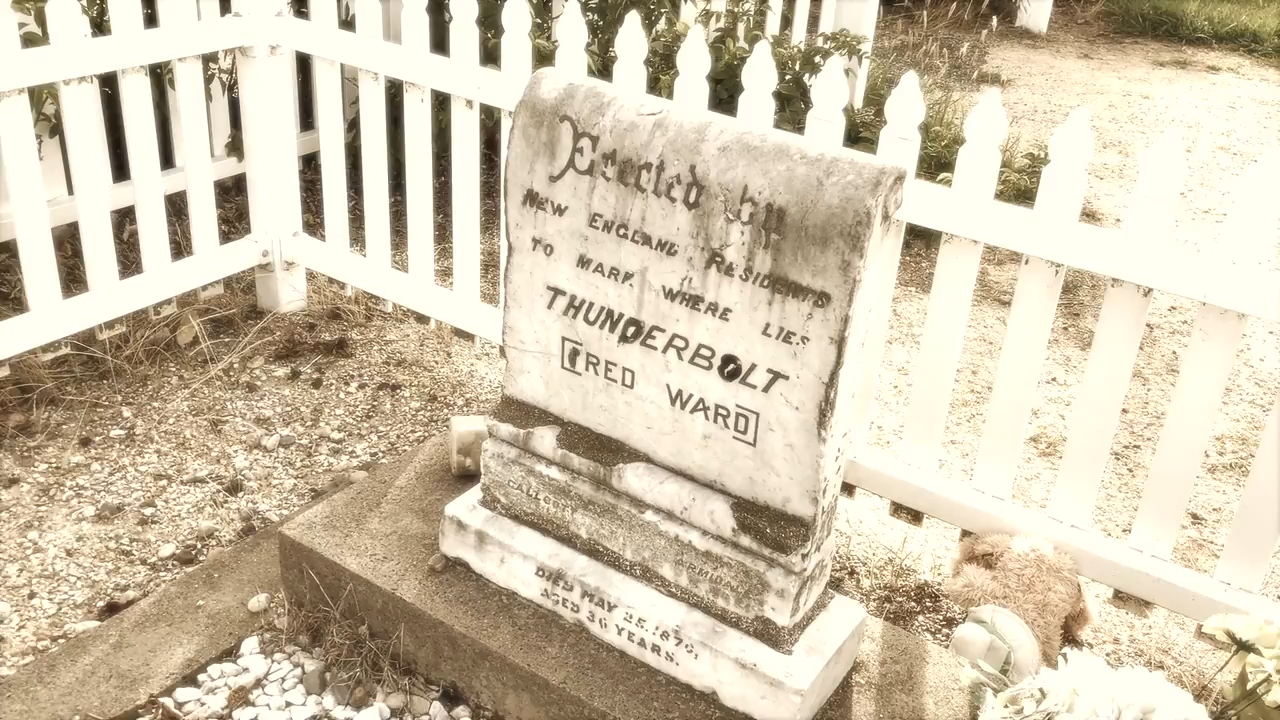 Erected by
NEW ENGLAND RESIDENTS
TO MARK WHERE LIES
THUNDERBOLT
[FRED WARD]
DIED MAY 25. 1870,
AGED 36 YEARS.